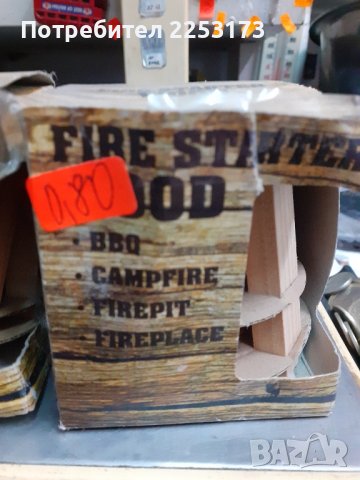 Потребител 2253173
FIRE STARTER
WOOD
0,80
• BBQ
• CAMPFIRE
• FIREPIT
• FIREPLACE
BAZAR